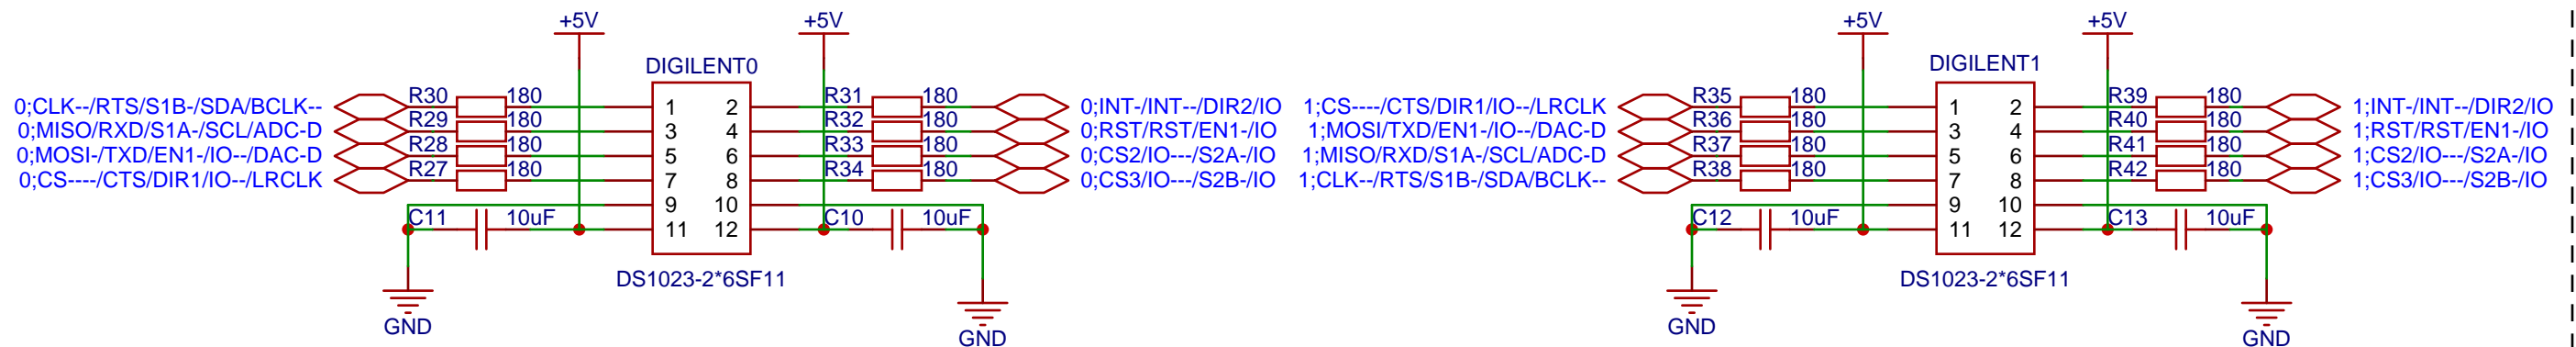 +5V +5V +5V +5V
DIGILENT0 DIGILENT1
0;CLK--/RTS/S1B-/SDA/BCLK-- R30 180 1 2 R31 180 0;INT-/INT--/DIR2/IO 1;CS----/CTS/DIR1/IO--/LRCLK R35 180 1 2 R39 180 1;INT-/INT--/DIR2/IO
0;MISO/RXD/S1A-/SCL/ADC-D R29 180 3 4 R32 180 0;RST/RST/EN1-/IO 1;MOSI/TXD/EN1-/IO--/DAC-D R36 180 3 4 R40 180 1;RST/RST/EN1-/IO
0;MOSI-/TXD/EN1-/IO--/DAC-D R28 180 5 6 R33 180 0;CS2/IO---/S2A-/IO 1;MISO/RXD/S1A-/SCL/ADC-D R37 180 5 6 R41 180 1;CS2/IO---/S2A-/IO
0;CS----/CTS/DIR1/IO--/LRCLK R27 180 7 8 R34 180 0;CS3/IO---/S2B-/IO 1;CLK--/RTS/S1B-/SDA/BCLK-- R38 180 7 8 R42 180 1;CS3/IO---/S2B-/IO
9 10 9 10
C11 10uF 11 12 C10 10uF C12 10uF 11 12 C13 10uF
DS1023-2*6SF11 DS1023-2*6SF11
GND GND GND GND